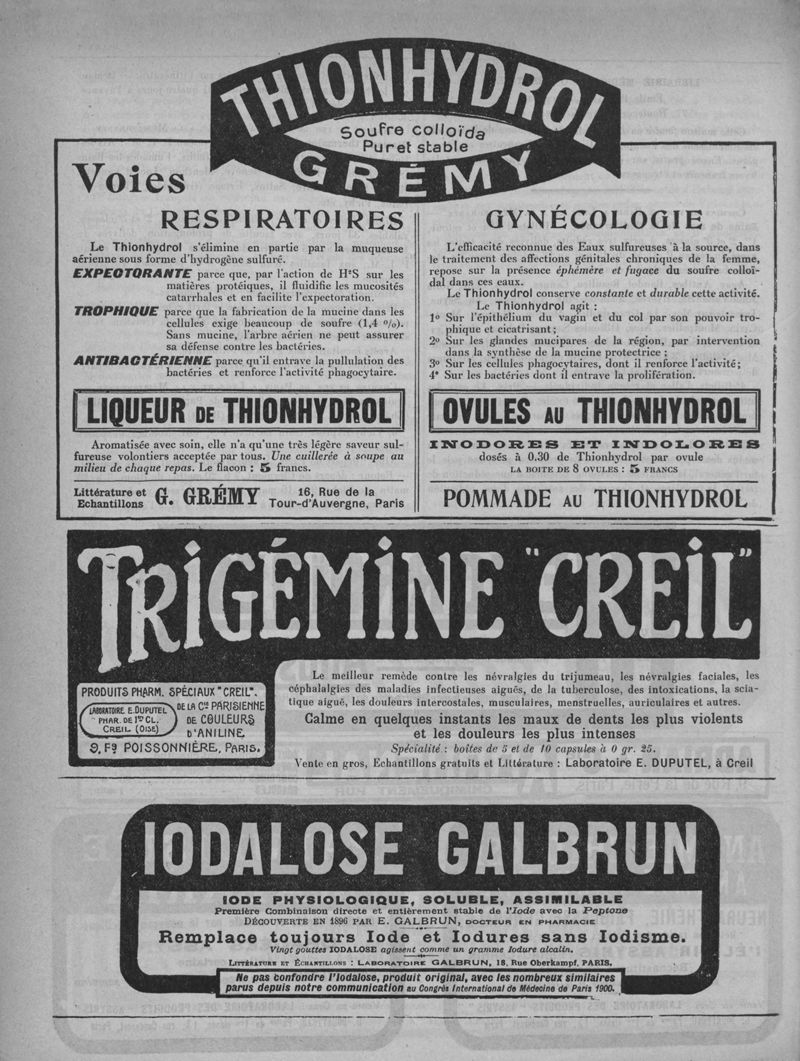 THIONHYDROL
Soufre colloïda
Pur et stable
GRÉMY
Voies
RESPIRATOIRES
Le Thionhydrol s'élimine en partie par la muqueuse
aérienne sous forme d'hydrogène sulfuré.
EXPECTORANTE parce que, par l'action de H²S sur les
matières protéiques, il fluidifie les mucosités
catarrhales et en facilite l'expectoration.
TROPHIQUE parce que la fabrication de la mucine dans les
cellules exige beaucoup de soufre (1,4 %).
Sans mucine, l'arbre aérien ne peut assurer
sa défense contre les bactéries.
ANTIBACTÉRIENNE parce qu'il entrave la pullulation des
bactéries et renforce l'activité phagocytaire.
LIQUEUR DE THIONHYDROL
Aromatisée avec soin, elle n'a qu'une très légère saveur sul-
fureuse volontiers acceptée par tous. Une cuillerée à soupe au
milieu de chaque repas. Le flacon : 5 francs.
Littérature et
Echantillons
G. GRÉMY
16, Rue de la
Tour-d'Auvergne, Paris
GYNÉCOLOGIE
L'efficacité reconnue des Eaux sulfureuses à la source, dans
le traitement des affections génitales chroniques de la femme,
repose sur la présence éphémère et fugace du soufre colloï-
dal dans ces eaux.
Le Thionhydrol conserve constante et durable cette activité.
Le Thionhydrol agit :
1º Sur l'épithélium du vagin et du col par son pouvoir tro-
phique et cicatrisant;
2º Sur les glandes mucipares de la région, par intervention
dans la synthèse de la mucine protectrice;
3º Sur les cellules phagocytaires, dont il renforce l'activité;
4º Sur les bactéries dont il entrave la prolifération.
OVULES AU THIONHYDROL
INODORES ET INDOLORES
dosés à 0.30 de Thionhydrol par ovule
LA BOITE DE 8 OVULES : 5 FRANCS
POMMADE AU THIONHYDROL
TRIGÉMINE "CREIL"
PRODUITS PHARM. SPÉCIAUX "CREIL".
LABORATOIRE E. DUPUTEL
PHAR. DE 1RE CL.
CREIL (OISE)
DE LA CIE PARISIENNE
DE COULEURS
D'ANILINE
9, Fg POISSONNIÈRE, PARIS.
Le meilleur remède contre les névralgies du trijumeau, les névralgies faciales, les
céphalalgies des maladies infectieuses aiguës, de la tuberculose, des intoxications, la scia-
tique aiguë, les douleurs intercostales, musculaires, menstruelles, auriculaires et autres.
Calme en quelques instants les maux de dents les plus violents
et les douleurs les plus intenses
Spécialité : boîtes de 5 et de 10 capsules à 0 gr. 25.
Vente en gros, Echantillons gratuits et Littérature : Laboratoire E. DUPUTEL, à Creil
IODALOSE GALBRUN
IODE PHYSIOLOGIQUE, SOLUBLE, ASSIMILABLE
Première Combinaison directe et entièrement stable de l'Iode avec la Peptone
DÉCOUVERTE EN 1896 PAR E. GALBRUN, DOCTEUR EN PHARMACIE
Remplace toujours Iode et Iodures sans Iodisme.
Vingt gouttes IODALOSE agissent comme un gramme Iodure alcalin.
LITTÉRATURE ET ÉCHANTILLONS : LABORATOIRE GALBRUN, 18, Rue Oberkampf, PARIS.
Ne pas confondre l'Iodalose, produit original, avec les nombreux similaires
parus depuis notre communication au Congrès International de Médecine de Paris 1900.